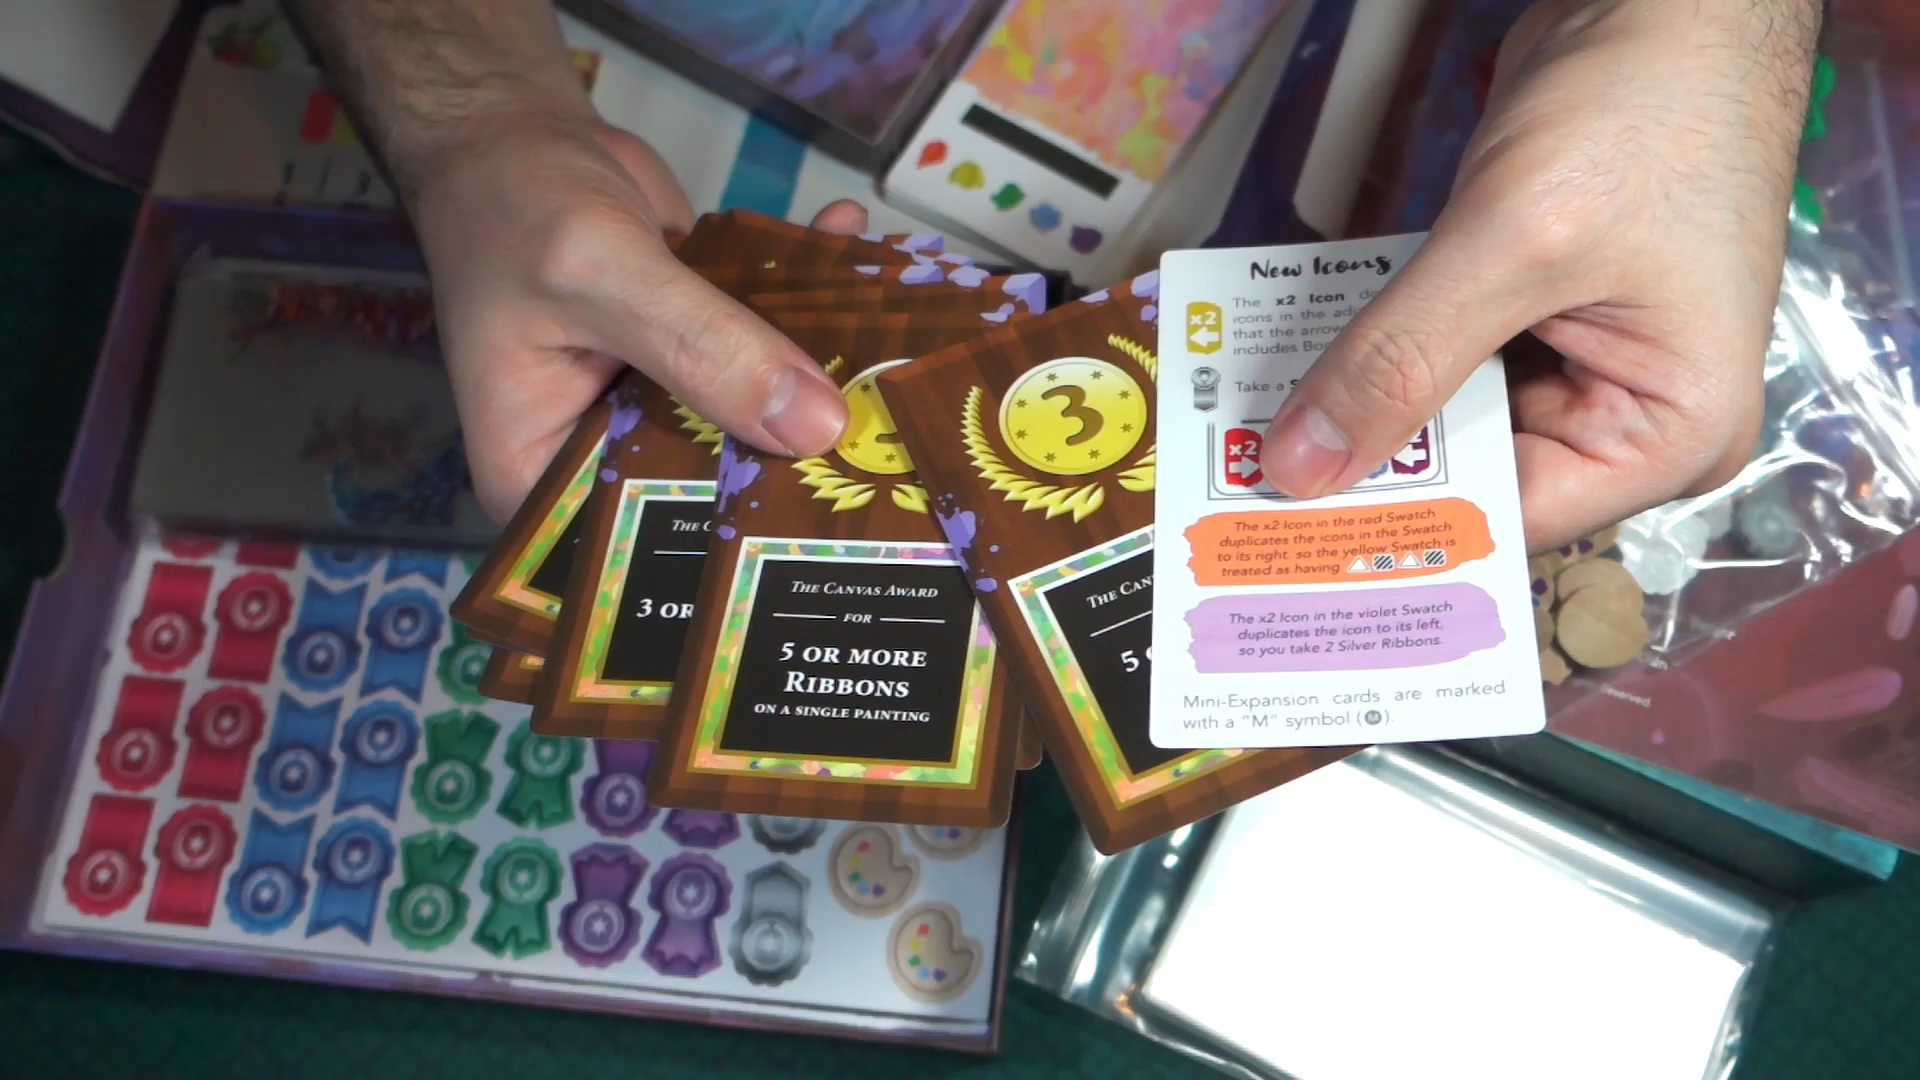 3
THE CANVAS AWARD
FOR
5 OR MORE
RIBBONS
ON A SINGLE PAINTING
THE
3 OR
THE
5
New Icons
The x2 Icon
icons in the
that the
includes
x2
Take a
x2
The x2 Icon in the red Swatch
duplicates the icons in the Swatch
to its right, so the yellow Swatch is
treated as having
The x2 Icon in the violet Swatch
duplicates the icon to its left,
so you take 2 Silver Ribbons.
Mini-Expansion cards are marked
with a "M" symbol (M).